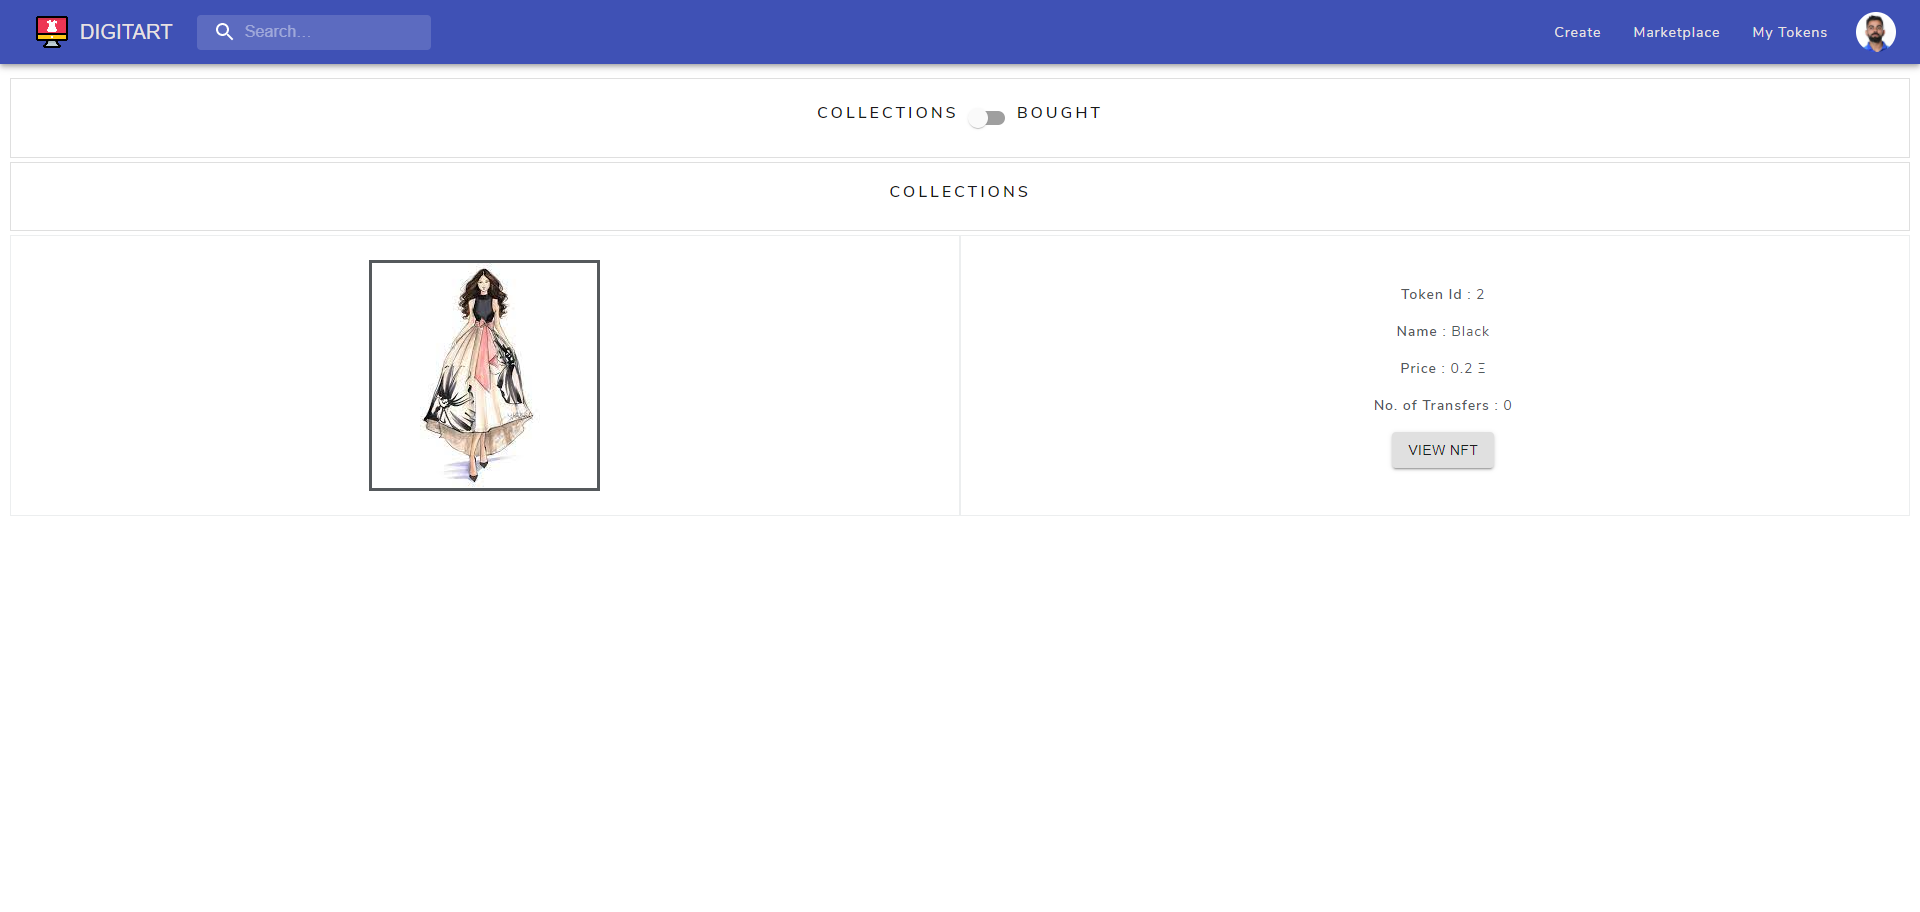 DIGITART
Search...
Create
Marketplace
My Tokens
COLLECTIONS
BOUGHT
COLLECTIONS
Token Id : 2
Name : Black
Price : 0.2 Ξ
No. of Transfers : 0
VIEW NFT